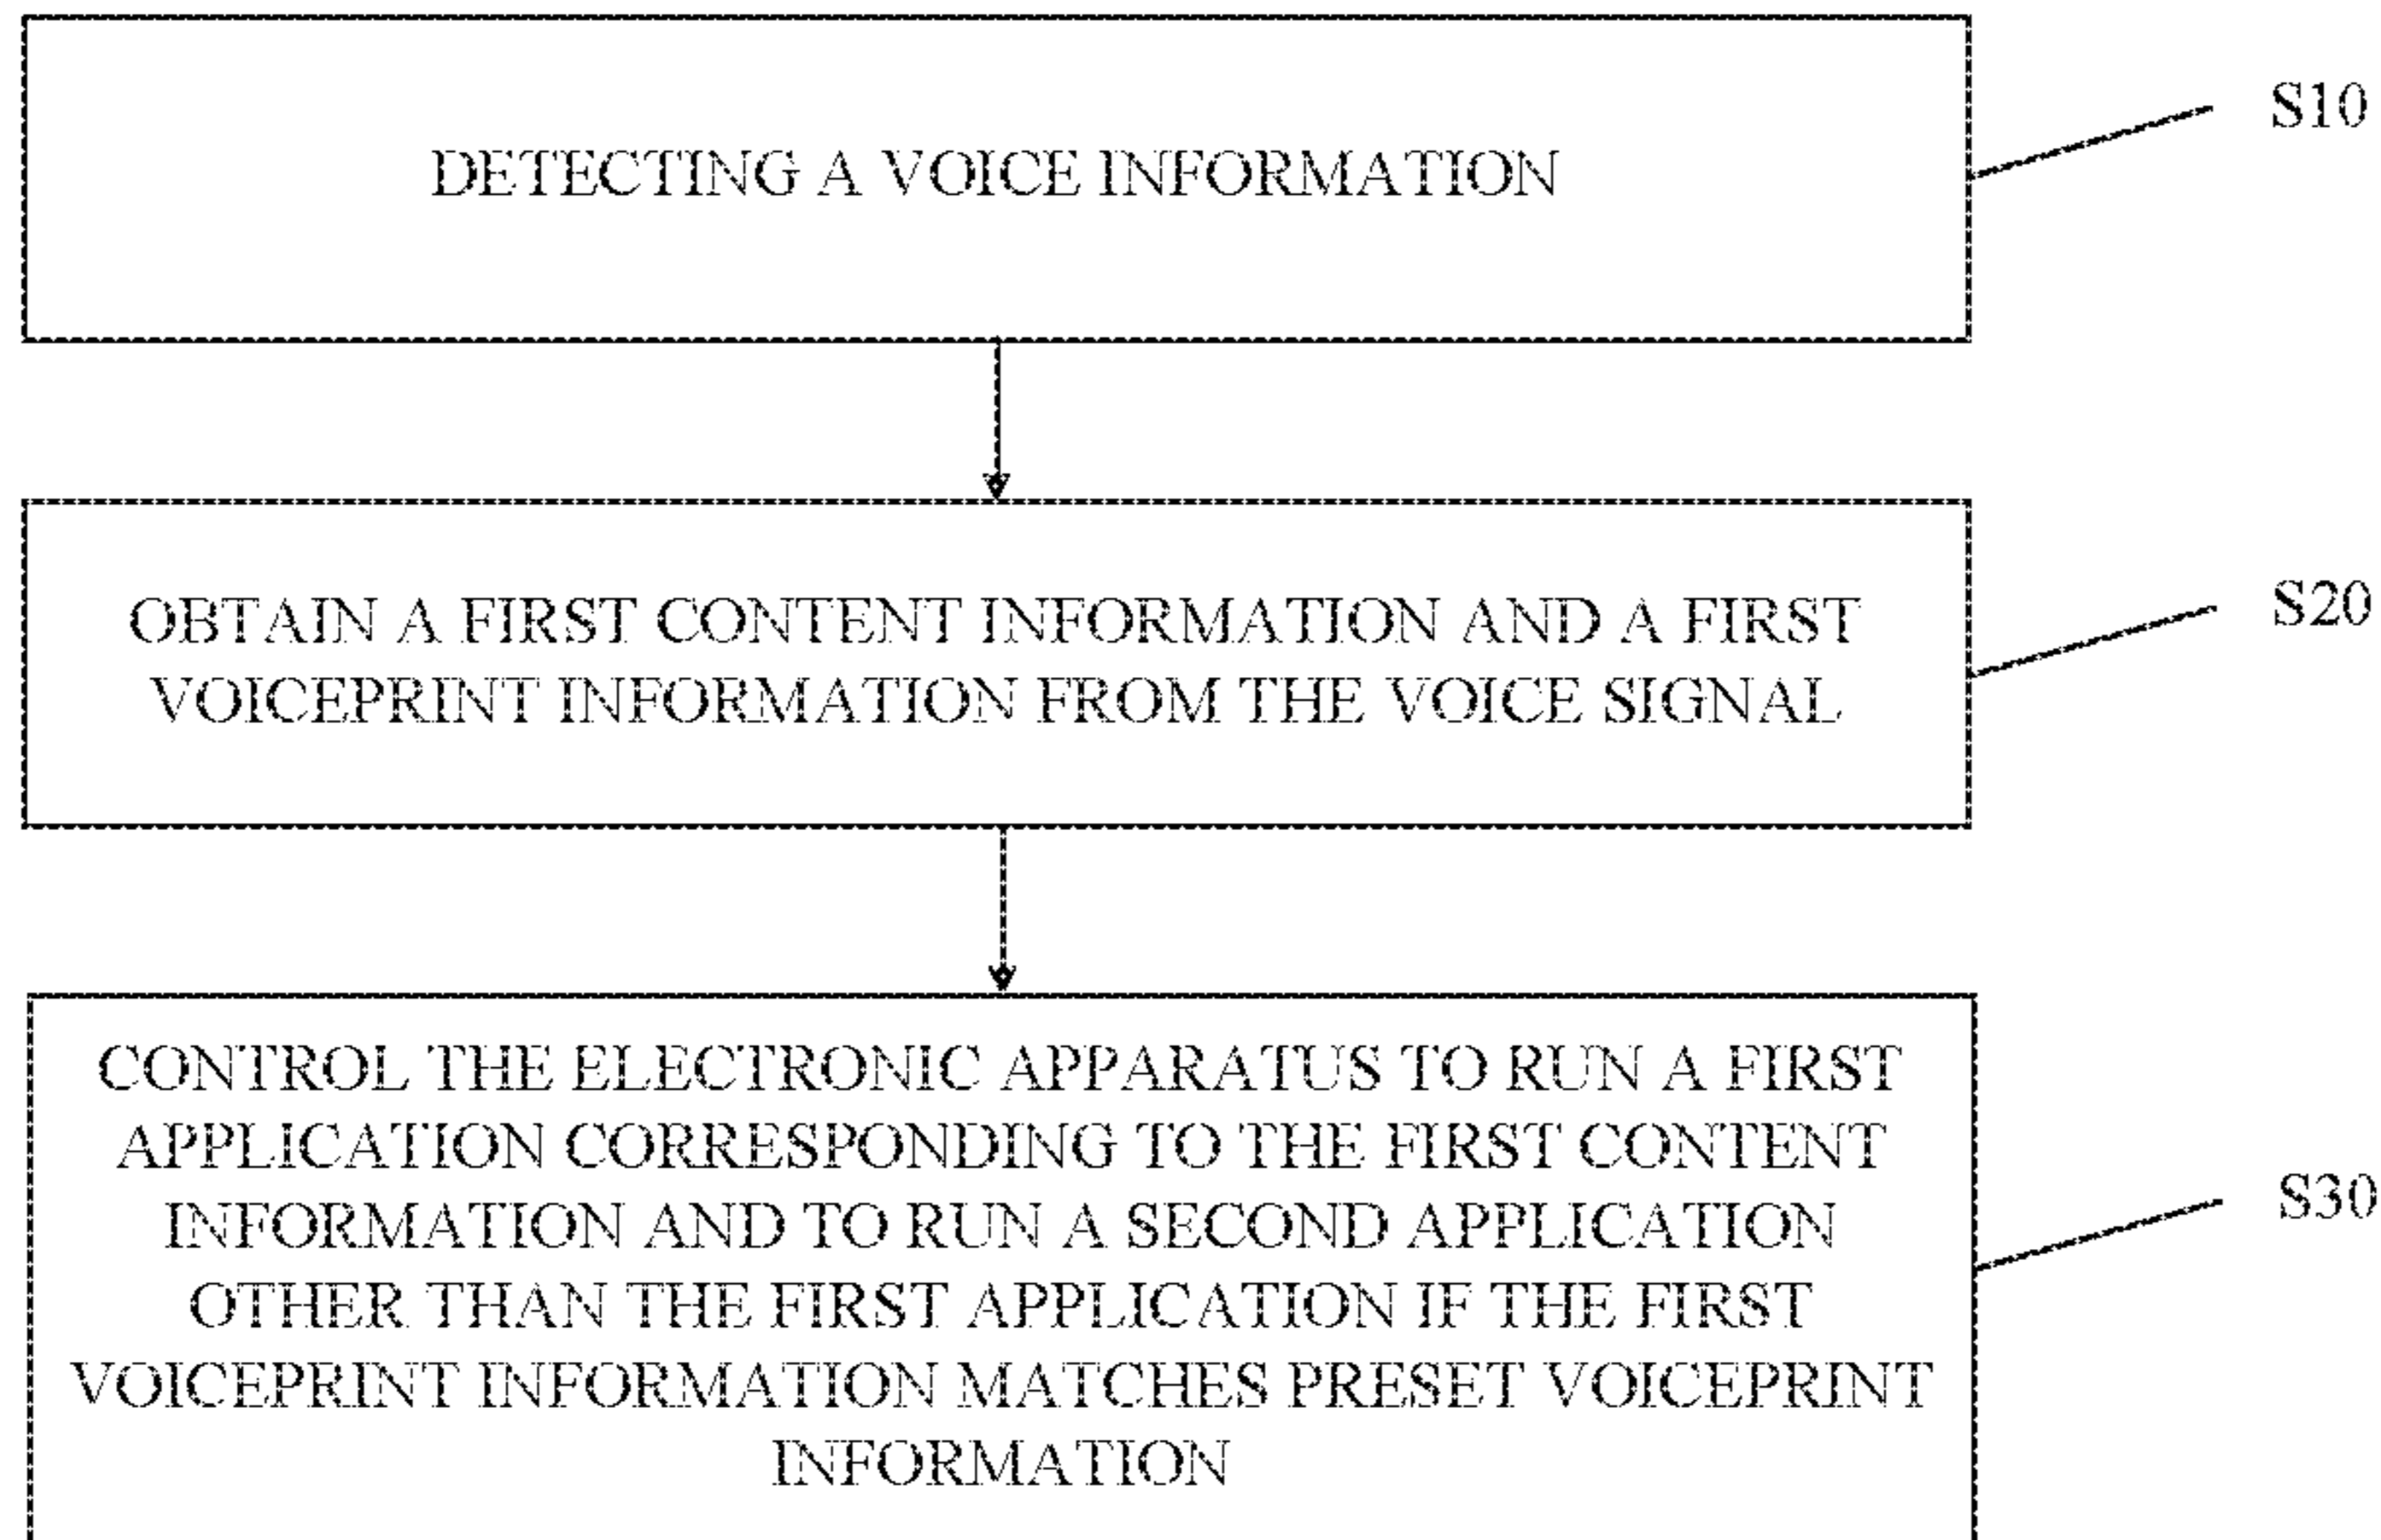 DETECTING A VOICE INFORMATION
S10
OBTAIN A FIRST CONTENT INFORMATION AND A FIRST
VOICEPRINT INFORMATION FROM THE VOICE SIGNAL
S20
CONTROL THE ELECTRONIC APPARATUS TO RUN A FIRST
APPLICATION CORRESPONDING TO THE FIRST CONTENT
INFORMATION AND TO RUN A SECOND APPLICATION
OTHER THAN THE FIRST APPLICATION IF THE FIRST
VOICEPRINT INFORMATION MATCHES PRESET VOICEPRINT
INFORMATION
S30